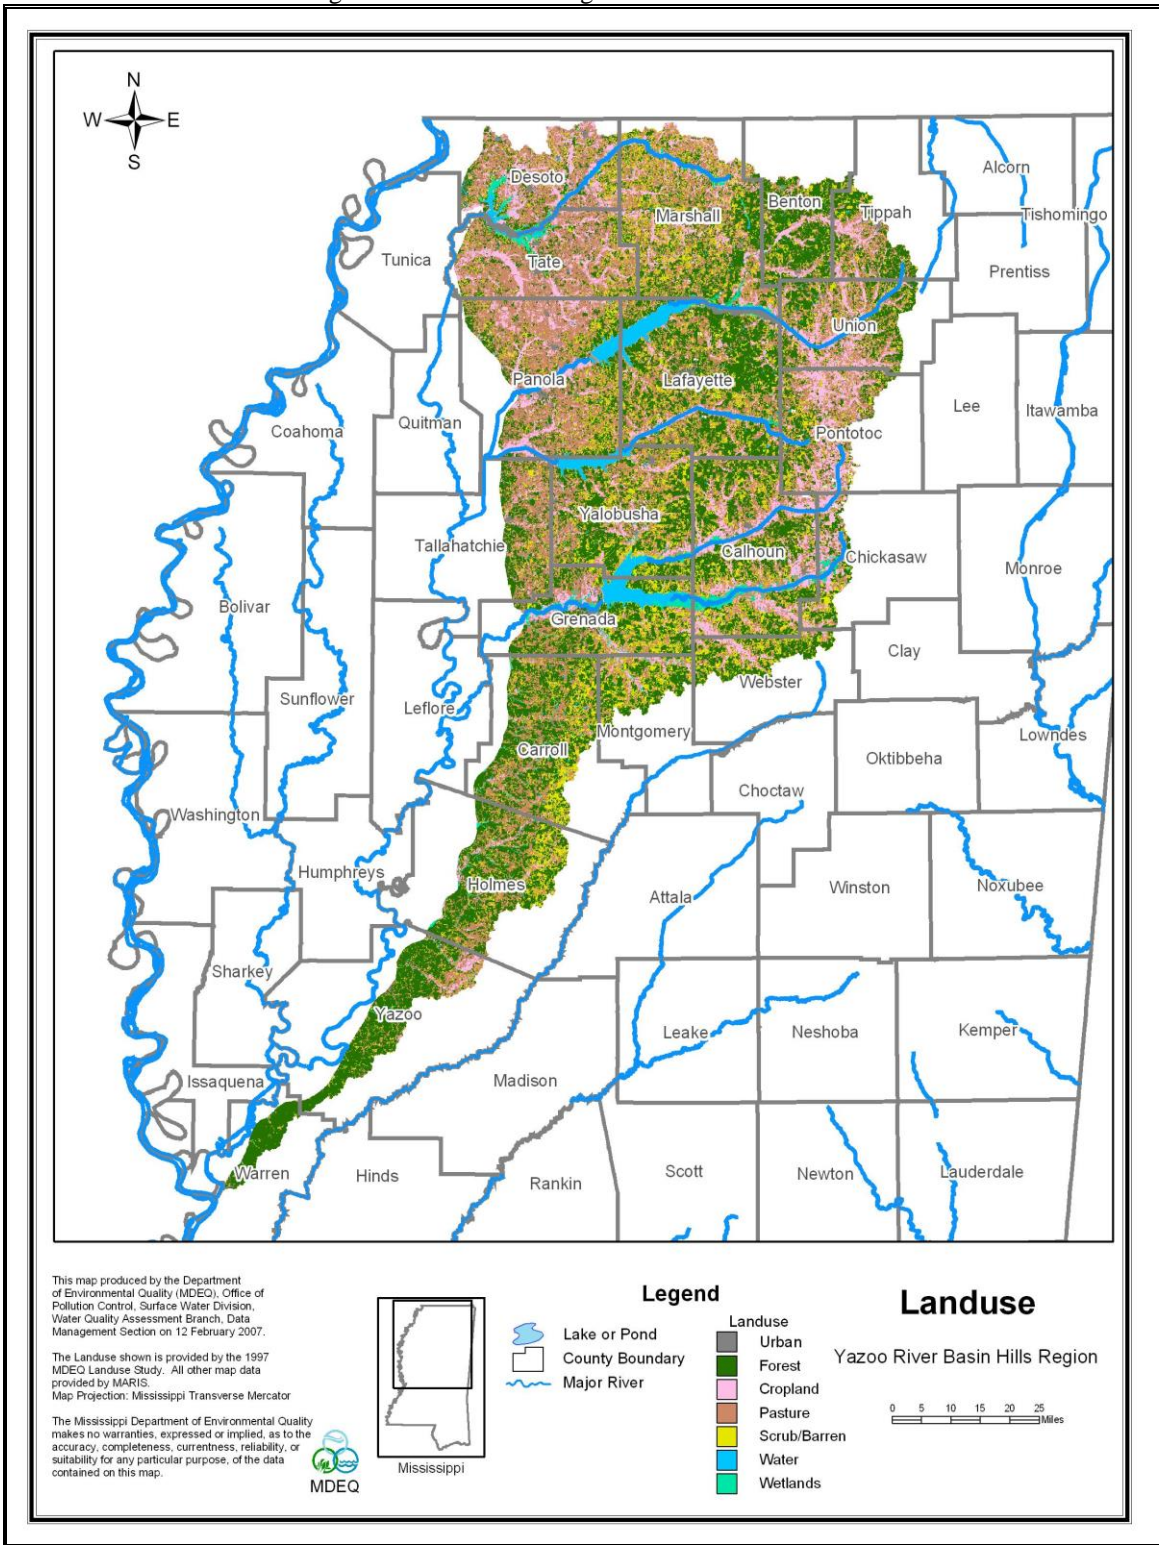 N
W E
S
Alcorn
Desoto
Benton
Marshall
Tippah
Tishomingo
Tunica
Tate
Prentiss
Union
Panola
Lafayette
Lee
Itawamba
Coahoma
Quitman
Pontotoc
Yalobusha
Tallahatchie
Calhoun
Chickasaw
Monroe
Bolivar
Grenada
Clay
Webster
Sunflower
Leflore
Montgomery
Carroll
Lowndes
Oktibbeha
Choctaw
Washington
Humphreys
Holmes
Attala
Winston
Noxubee
Sharkey
Yazoo
Leake
Neshoba
Kemper
Issaquena
Madison
Warren
Hinds
Rankin
Scott
Newton
Lauderdale
This map produced by the Department
of Environmental Quality (MDEQ), Office of
Pollution Control, Surface Water Division,
Water Quality Assessment Branch, Data
Management Section on 12 February 2007.
The Landuse shown is provided by the 1997
MDEQ Landuse Study. All other map data
provided by MARIS.
Map Projection: Mississippi Transverse Mercator
The Mississippi Department of Environmental Quality
makes no warranties, expressed or implied, as to the
accuracy, completeness, currentness, reliability, or
suitability for any particular purpose, of the data
contained on this map.
MDEQ
Mississippi
Legend
Lake or Pond
County Boundary
Major River
Landuse
Urban
Forest
Cropland
Pasture
Scrub/Barren
Water
Wetlands
Landuse
Yazoo River Basin Hills Region
0 5 10 15 20 25
Miles